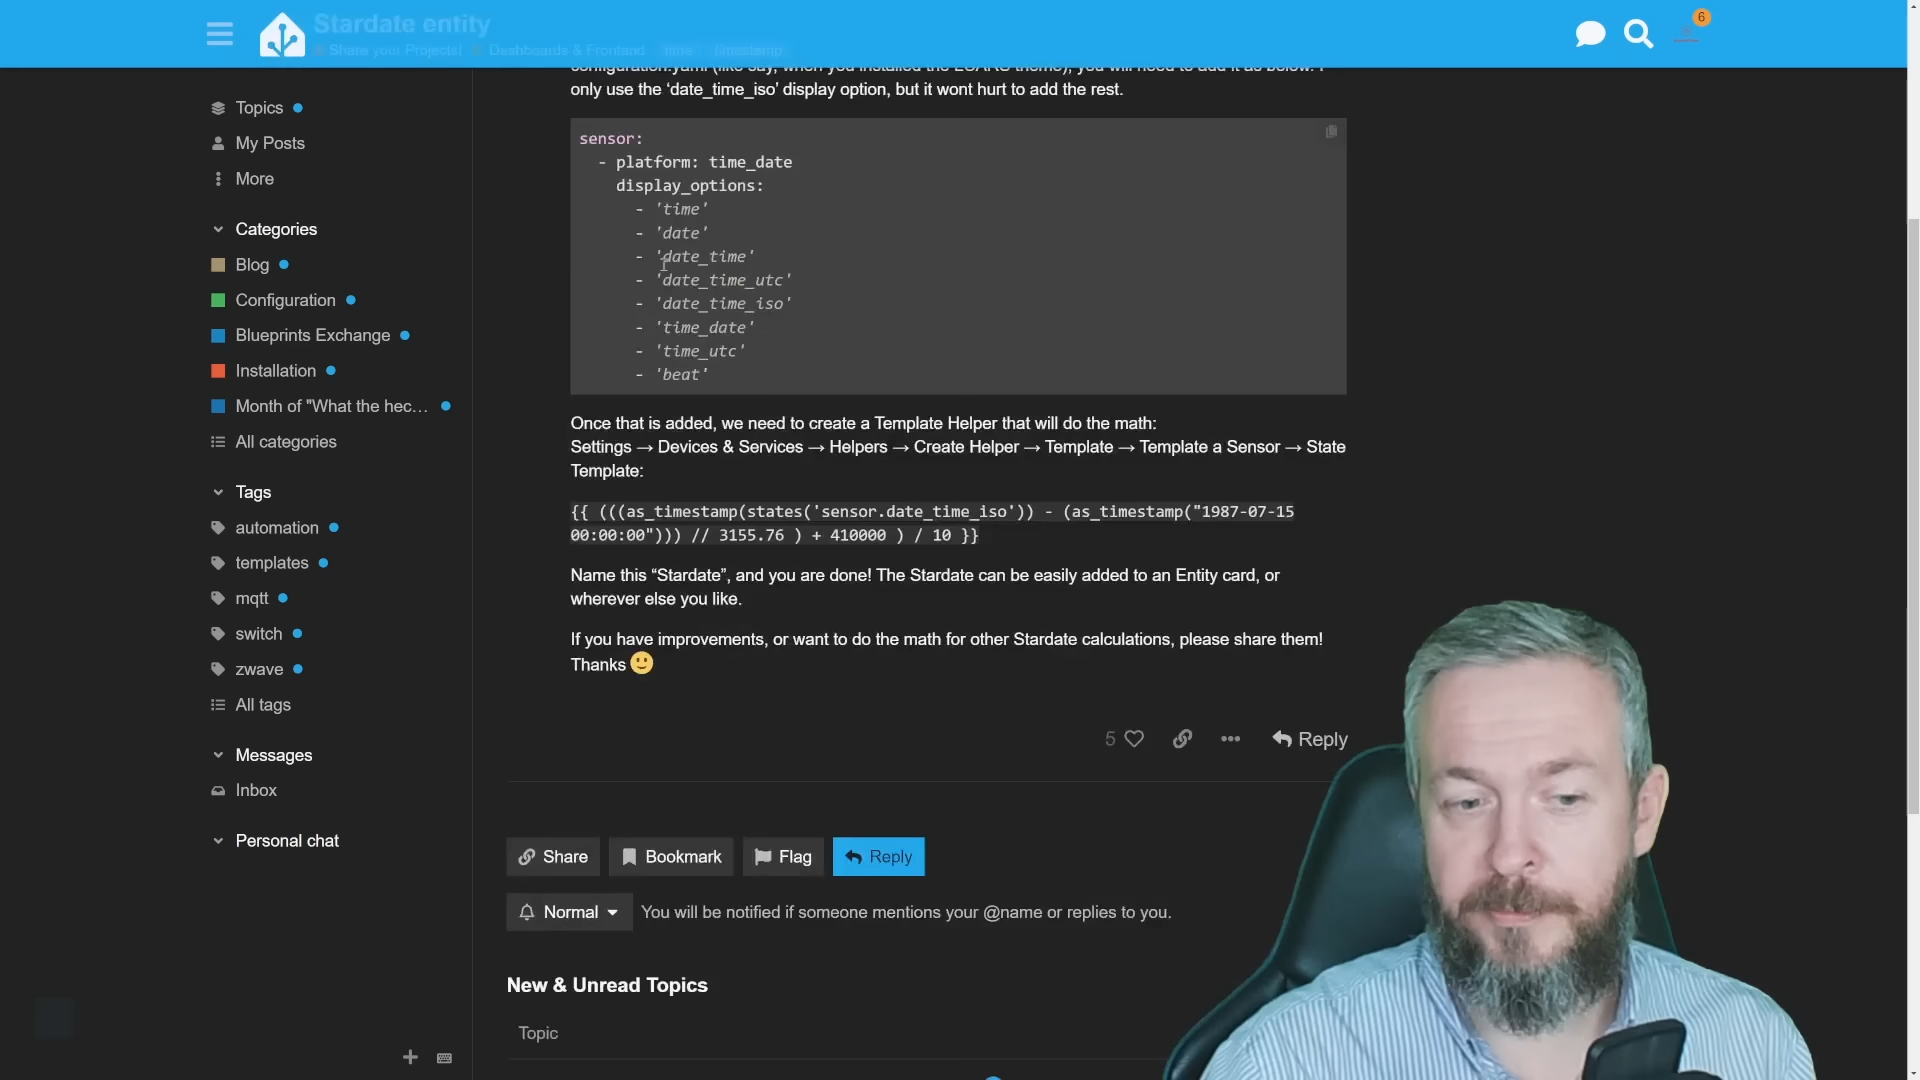 Stardate entity
Share your Projects! Dashboards & Frontend time timestamp
6
Topics
My Posts
More
Categories
Blog
Configuration
Blueprints Exchange
Installation
Month of "What the hec...
All categories
Tags
automation
templates
mqtt
switch
zwave
All tags
Messages
Inbox
Personal chat
only use the ‘date_time_iso’ display option, but it wont hurt to add the rest.
sensor:
- platform: time_date
display_options:
- 'time'
- 'date'
- 'date_time'
- 'date_time_utc'
- 'date_time_iso'
- 'time_date'
- 'time_utc'
- 'beat'
Once that is added, we need to create a Template Helper that will do the math:
Settings → Devices & Services → Helpers → Create Helper → Template → Template a Sensor → State
Template:
{{ (((as_timestamp(states('sensor.date_time_iso')) - (as_timestamp("1987-07-15
00:00:00"))) // 3155.76 ) + 410000 ) / 10 }}
Name this “Stardate”, and you are done! The Stardate can be easily added to an Entity card, or
wherever else you like.
If you have improvements, or want to do the math for other Stardate calculations, please share them!
Thanks 🙂
5 Reply
Share Bookmark Flag Reply
Normal You will be notified if someone mentions your @name or replies to you.
New & Unread Topics
Topic